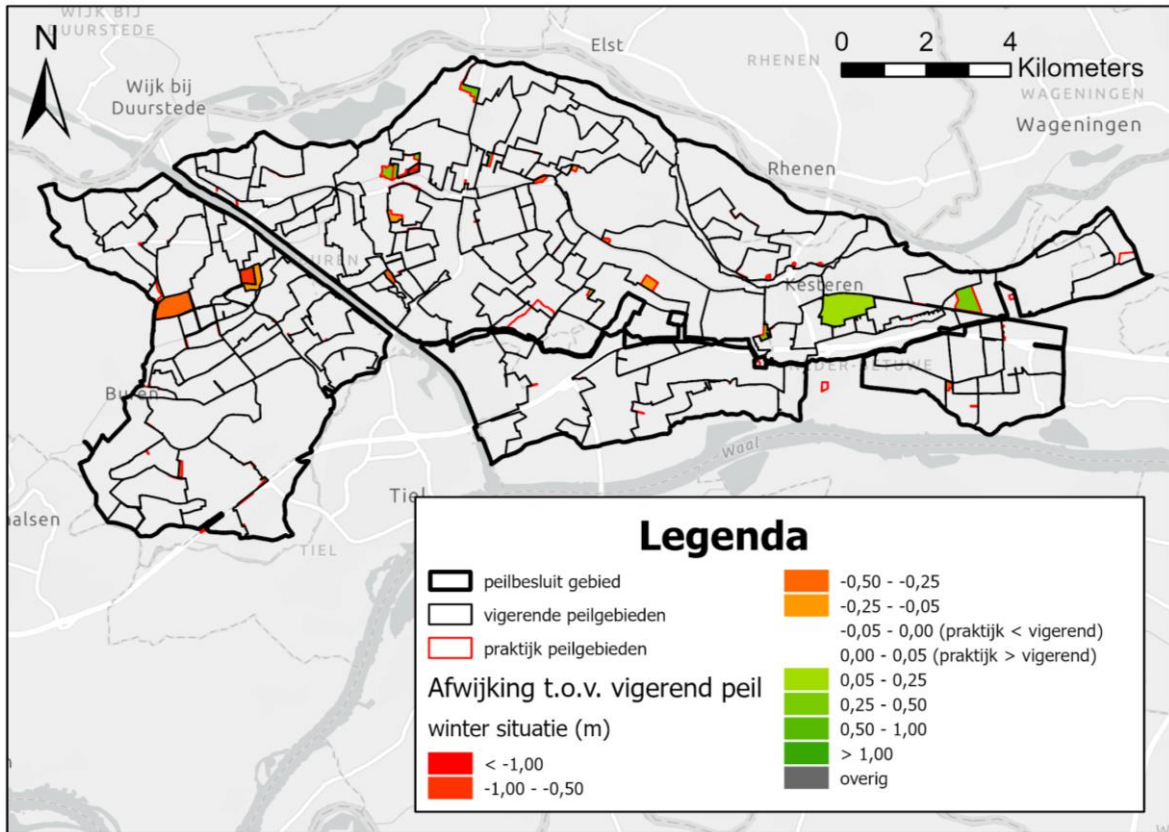 WIJK BIJ
DUURSTEDE
N
Elst
RHENEN
0 2 4
Kilometers
Wijk bij
Duurstede
WAGENINGEN
Wageningen
Rhenen
Kesteren
Buren
Waal
Tiel
TIEL
Legenda
peilbesluit gebied
vigerende peilgebieden
praktijk peilgebieden
Afwijking t.o.v. vigerend peil
winter situatie (m)
< -1,00
-1,00 - -0,50
-0,50 - -0,25
-0,25 - -0,05
-0,05 - 0,00 (praktijk < vigerend)
0,00 - 0,05 (praktijk > vigerend)
0,05 - 0,25
0,25 - 0,50
0,50 - 1,00
> 1,00
overig